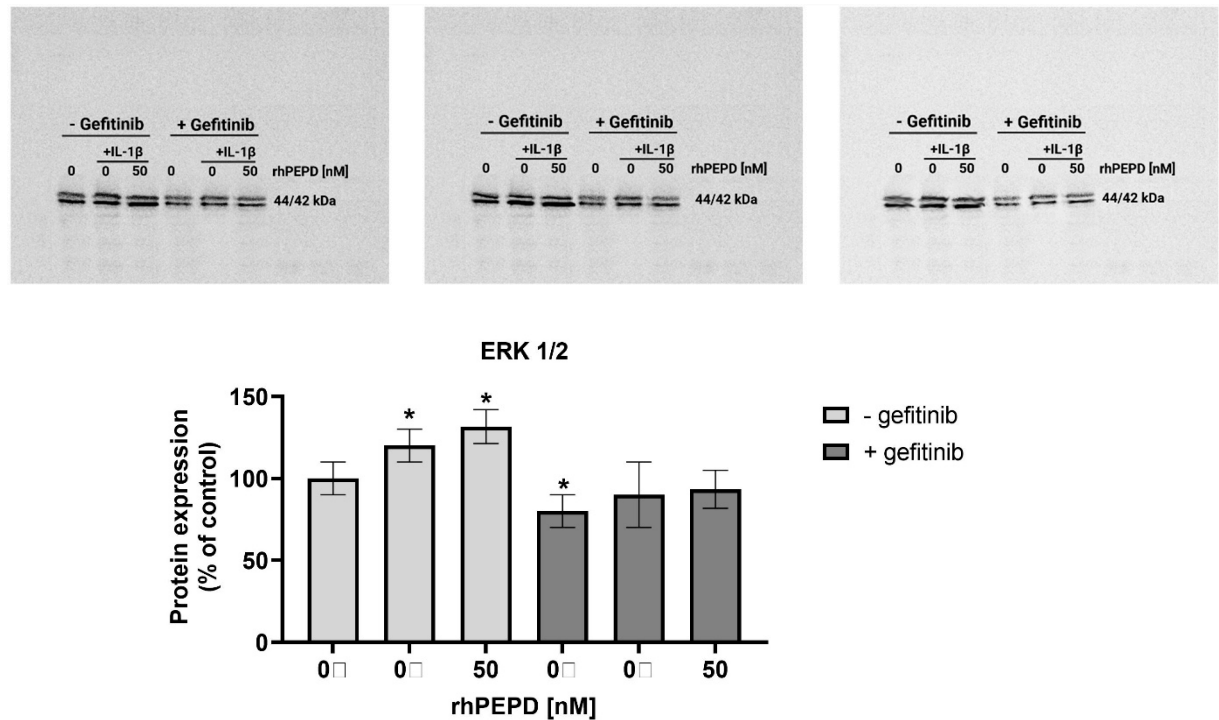 - Gefitinib + Gefitinib
+IL-1β +IL-1β
0 0 50 0 0 50 rhPEPD [nM]
44/42 kDa
- Gefitinib + Gefitinib
+IL-1β +IL-1β
0 0 50 0 0 50 rhPEPD [nM]
44/42 kDa
- Gefitinib + Gefitinib
+IL-1β +IL-1β
0 0 50 0 0 50 rhPEPD [nM]
44/42 kDa
ERK 1/2
Protein expression
(% of control)
150
100
50
0
* * *
0□ 0□ 50 0□ 0□ 50
rhPEPD [nM]
- gefitinib
+ gefitinib